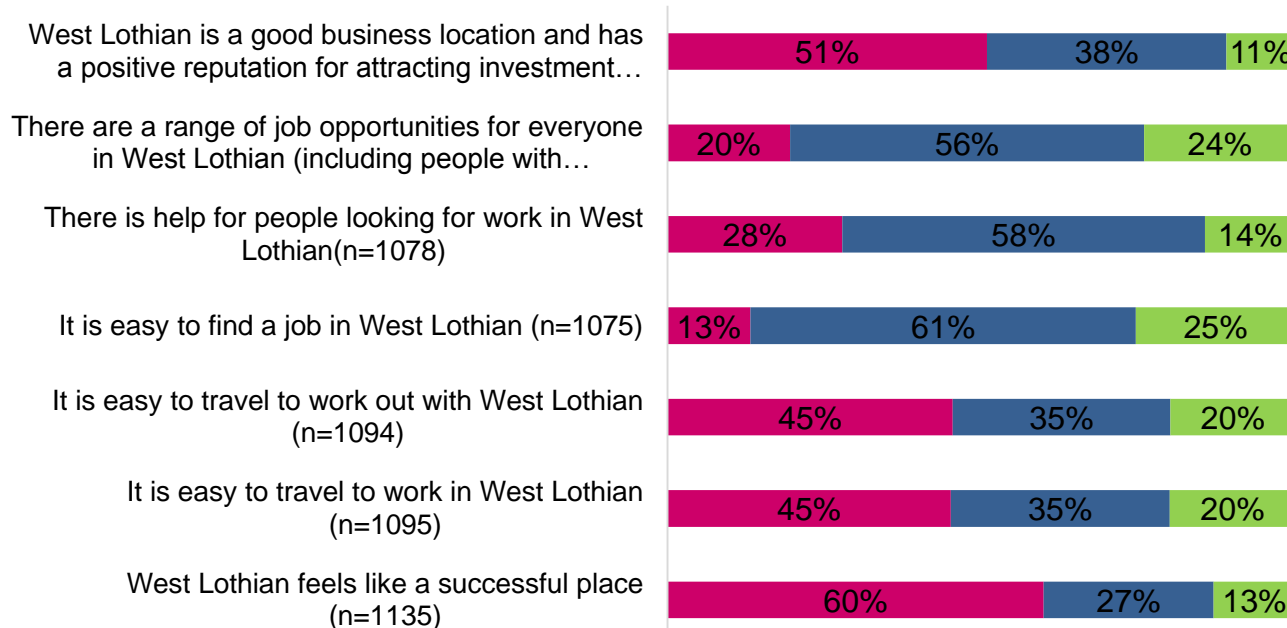 West Lothian is a good business location and has
a positive reputation for attracting investment…
51% 38% 11%
There are a range of job opportunities for everyone
in West Lothian (including people with…
20% 56% 24%
There is help for people looking for work in West
Lothian(n=1078)
28% 58% 14%
It is easy to find a job in West Lothian (n=1075)
13% 61% 25%
It is easy to travel to work out with West Lothian
(n=1094)
45% 35% 20%
It is easy to travel to work in West Lothian
(n=1095)
45% 35% 20%
West Lothian feels like a successful place
(n=1135)
60% 27% 13%